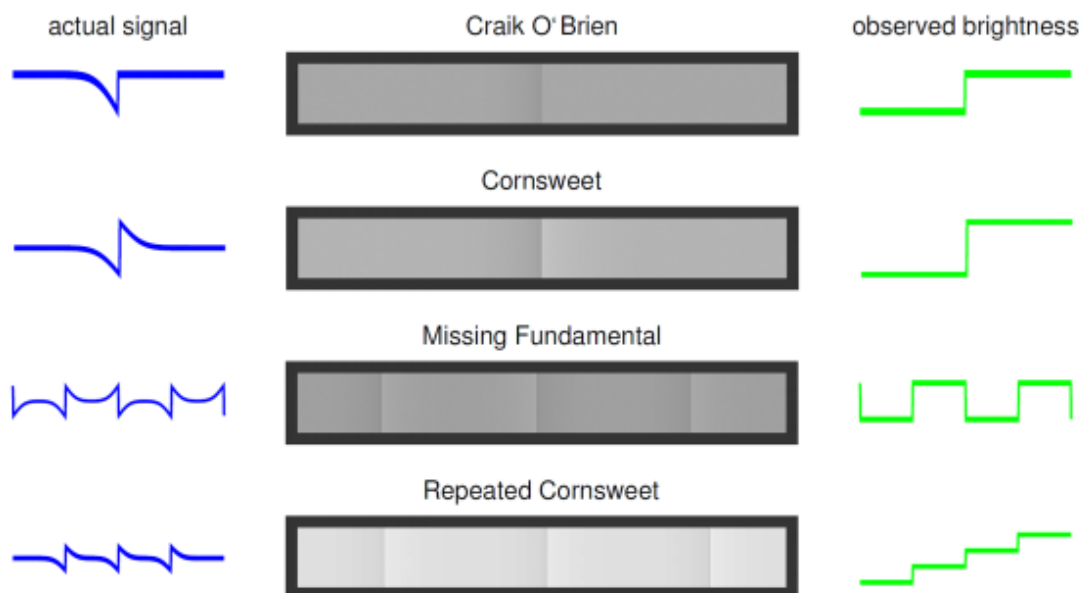 actual signal
Craik O‘Brien
observed brightness
Cornsweet
Missing Fundamental
Repeated Cornsweet